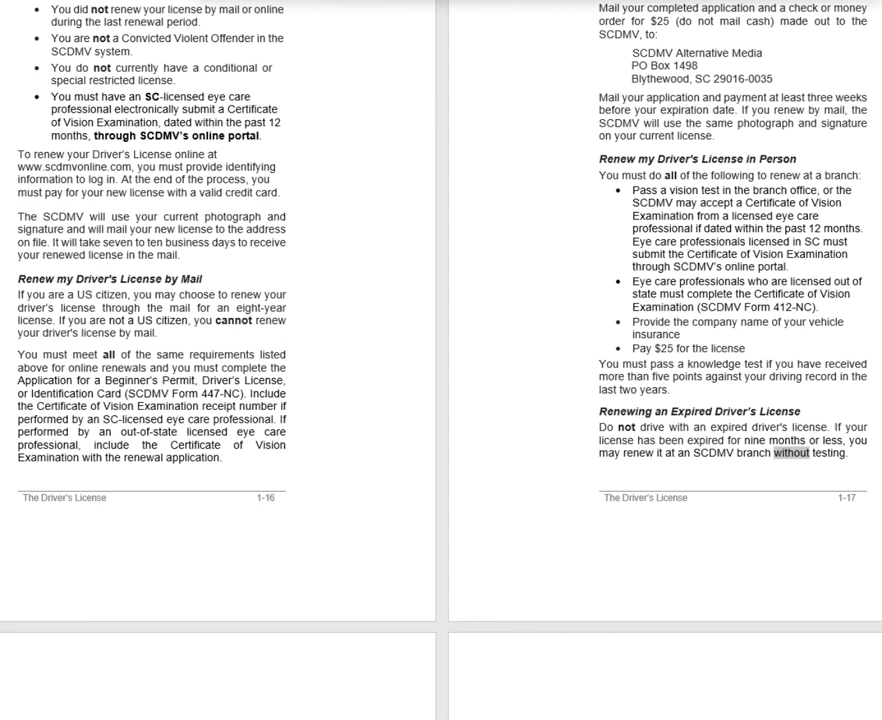 • You did not renew your license by mail or online
during the last renewal period.
• You are not a Convicted Violent Offender in the
SCDMV system.
• You do not currently have a conditional or
special restricted license.
• You must have an SC-licensed eye care
professional electronically submit a Certificate
of Vision Examination, dated within the past 12
months, through SCDMV's online portal.
To renew your Driver's License online at
www.scdmvonline.com, you must provide identifying
information to log in. At the end of the process, you
must pay for your new license with a valid credit card.
The SCDMV will use your current photograph and
signature and will mail your new license to the address
on file. It will take seven to ten business days to receive
your renewed license in the mail.
Renew my Driver's License by Mail
If you are a US citizen, you may choose to renew your
driver's license through the mail for an eight-year
license. If you are not a US citizen, you cannot renew
your driver's license by mail.
You must meet all of the same requirements listed
above for online renewals and you must complete the
Application for a Beginner's Permit, Driver's License,
or Identification Card (SCDMV Form 447-NC). Include
the Certificate of Vision Examination receipt number if
performed by an SC-licensed eye care professional. If
performed by an out-of-state licensed eye care
professional, include the Certificate of Vision
Examination with the renewal application.
The Driver's License 1-16
Mail your completed application and a check or money
order for $25 (do not mail cash) made out to the
SCDMV, to:
SCDMV Alternative Media
PO Box 1498
Blythewood, SC 29016-0035
Mail your application and payment at least three weeks
before your expiration date. If you renew by mail, the
SCDMV will use the same photograph and signature
on your current license.
Renew my Driver's License in Person
You must do all of the following to renew at a branch:
• Pass a vision test in the branch office, or the
SCDMV may accept a Certificate of Vision
Examination from a licensed eye care
professional if dated within the past 12 months.
Eye care professionals licensed in SC must
submit the Certificate of Vision Examination
through SCDMV's online portal.
• Eye care professionals who are licensed out of
state must complete the Certificate of Vision
Examination (SCDMV Form 412-NC).
• Provide the company name of your vehicle
insurance
• Pay $25 for the license
You must pass a knowledge test if you have received
more than five points against your driving record in the
last two years.
Renewing an Expired Driver's License
Do not drive with an expired driver's license. If your
license has been expired for nine months or less, you
may renew it at an SCDMV branch without testing.
The Driver's License 1-17